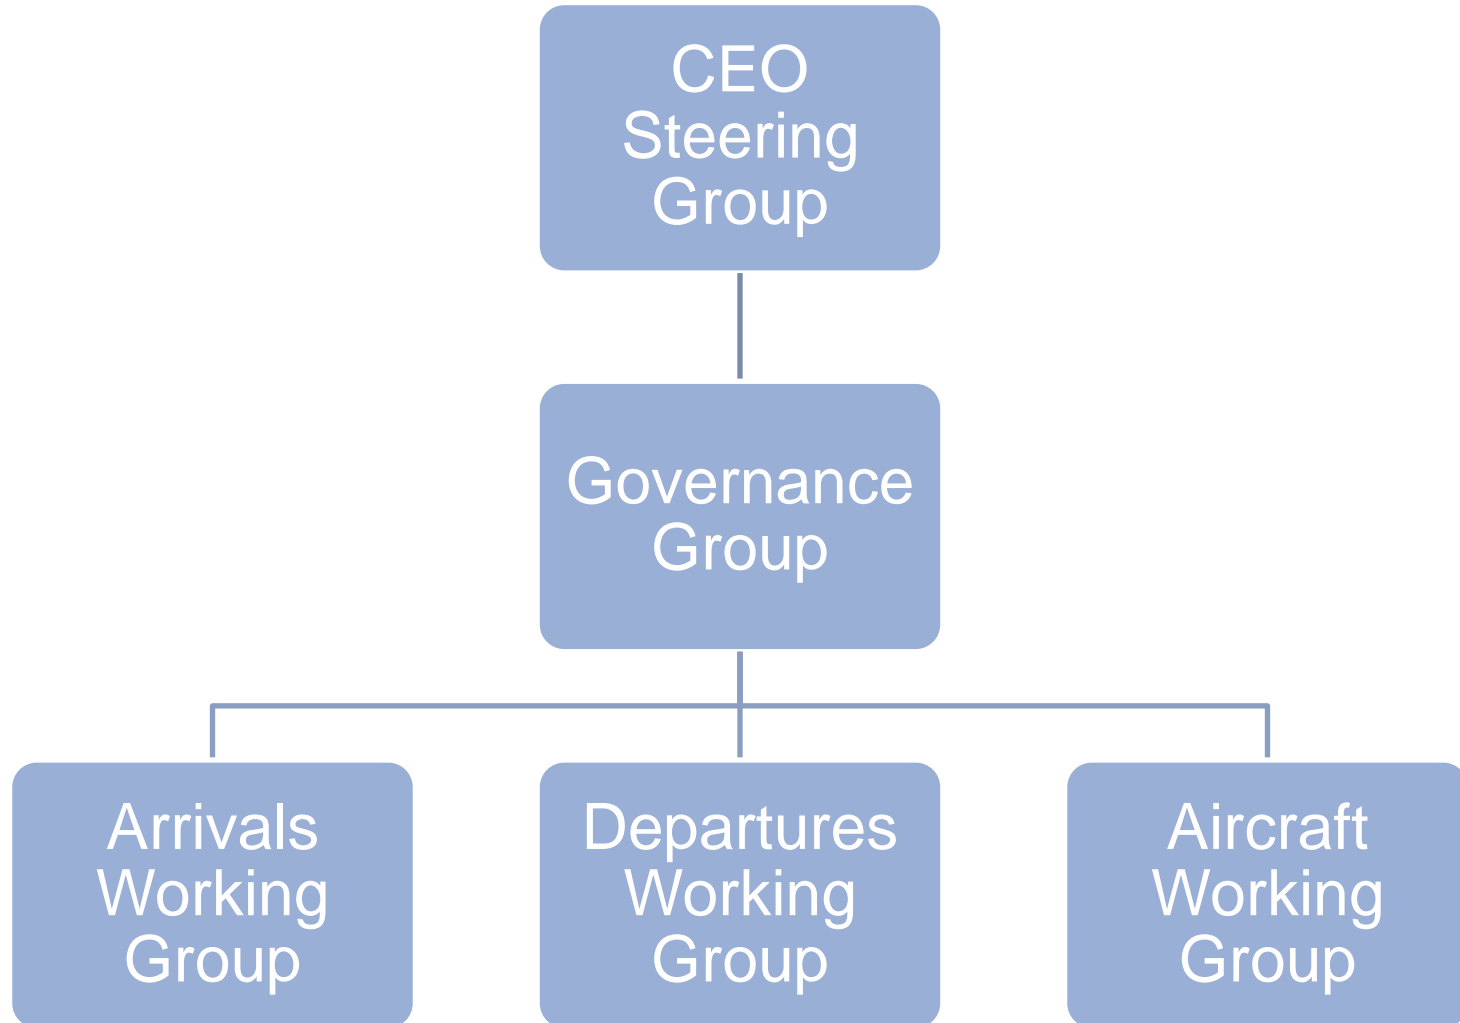 CEO
Steering
Group
Governance
Group
Arrivals
Working
Group
Departures
Working
Group
Aircraft
Working
Group